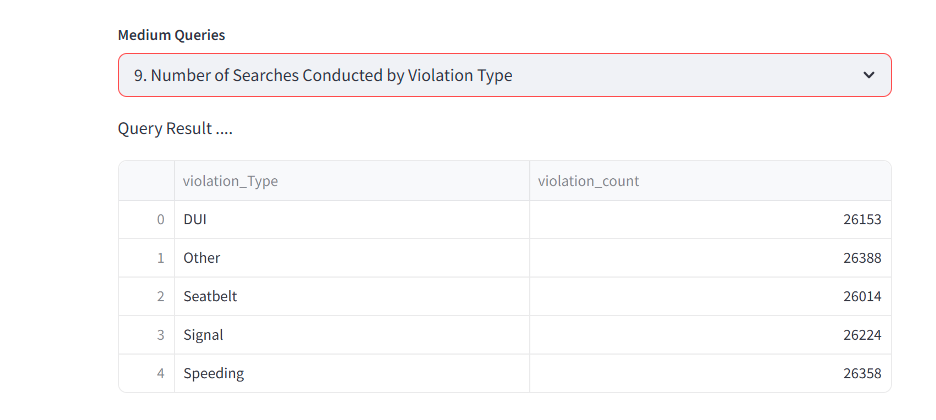 Medium Queries
9. Number of Searches Conducted by Violation Type
Query Result ....
violation_Type violation_count
0 DUI 26153
1 Other 26388
2 Seatbelt 26014
3 Signal 26224
4 Speeding 26358